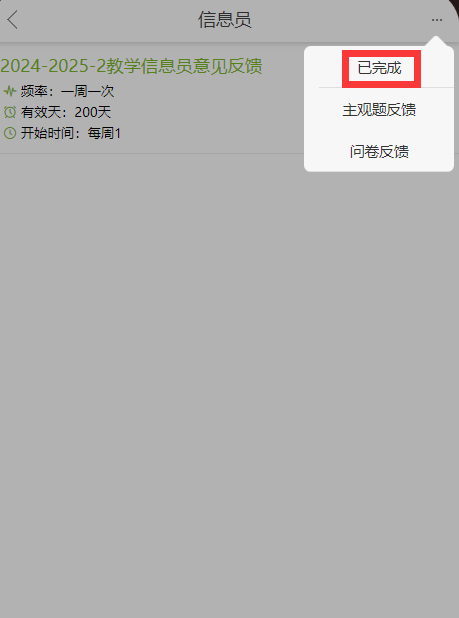 信息员
已完成
主观题反馈
问卷反馈
2024-2025-2教学信息员意见反馈
频率：一周一次
有效天：200天
开始时间：每周1